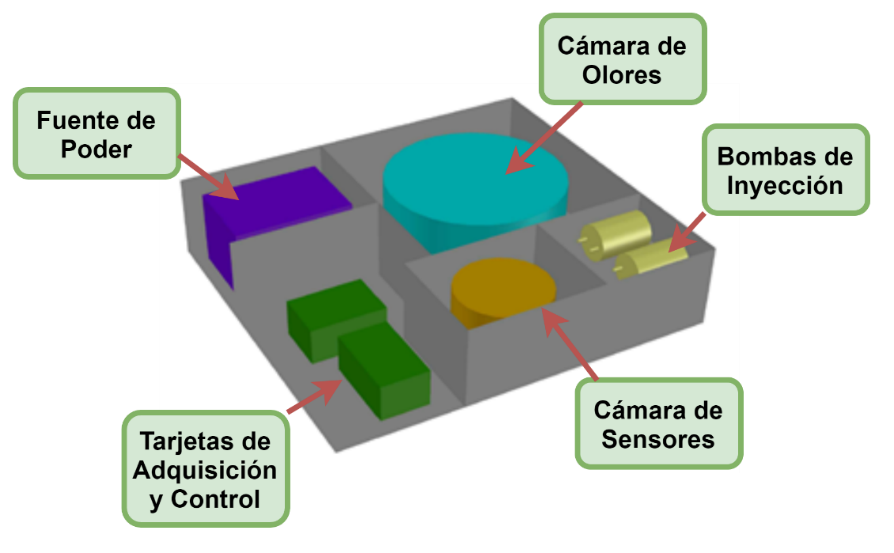 Cámara de
Olores
Fuente de
Poder
Bombas de
Inyección
Cámara de
Sensores
Tarjetas de
Adquisición
y Control